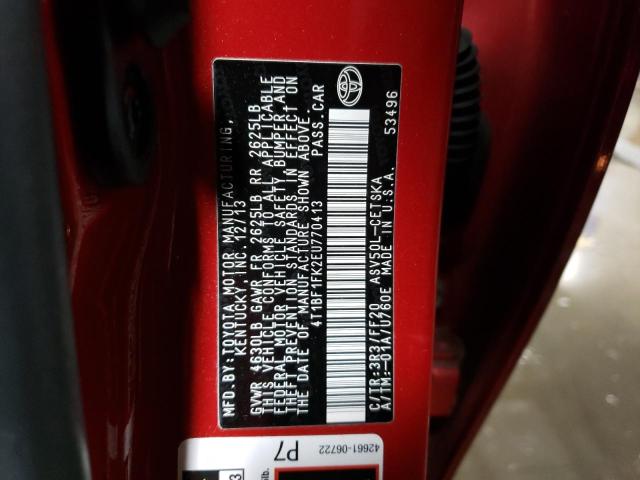 MFD.BY:TOYOTA MOTOR MANUFACTURING,
KENTUCKY, INC. 12/13
GVWR 4630LB GAWR FR 2625LB RR 2625LB
THIS VEHICLE CONFORMS TO ALL APPLICABLE
FEDERAL MOTOR VEHICLE SAFETY, BUMPER AND
THEFT PREVENTION STANDARDS IN EFFECT ON
THE DATE OF MANUFACTURE SHOWN ABOVE.
4T1BF1FK2EU770413 PASS.CAR
C/TR:3R3/FF20 ASV50L-CETSKA
A/TM:-01A/U760E MADE IN U.S.A.
53496
42661-06722
P7